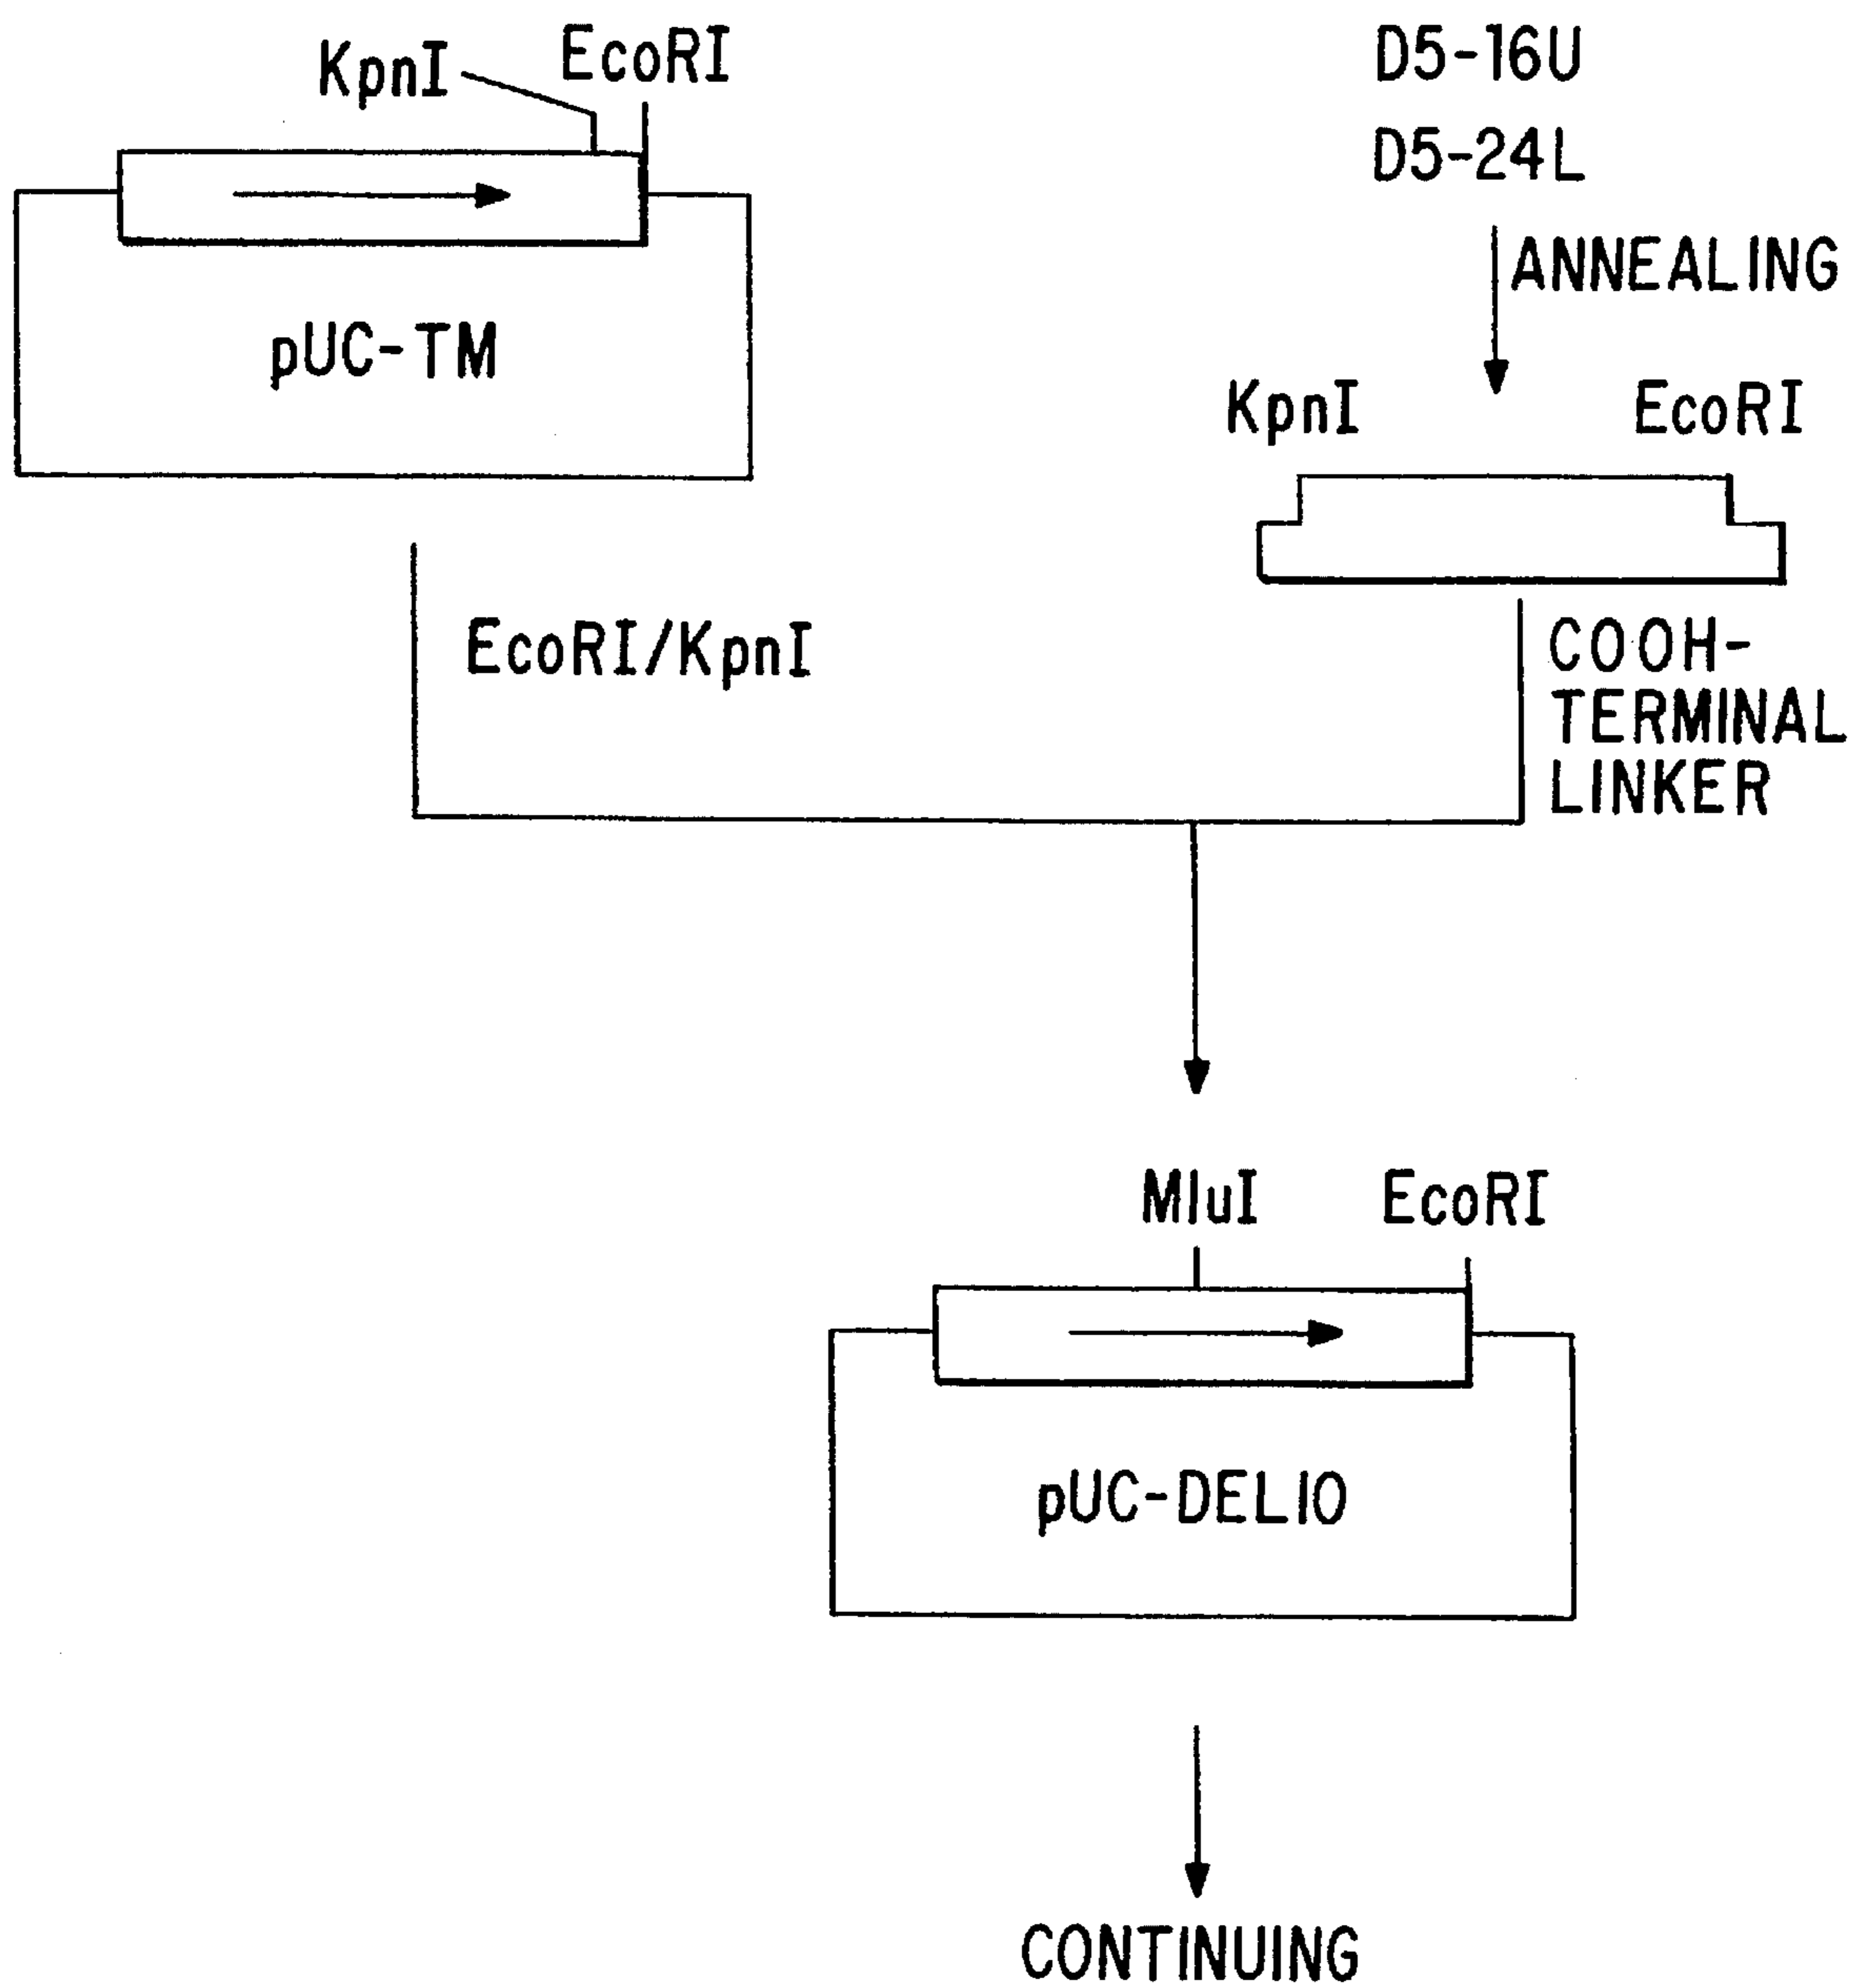 KpnI
EcoRI
pUC-TM
D5-16U
D5-24L
ANNEALING
KpnI
EcoRI
EcoRI/KpnI
COOH-
TERMINAL
LINKER
MluI
EcoRI
pUC-DEL10
CONTINUING